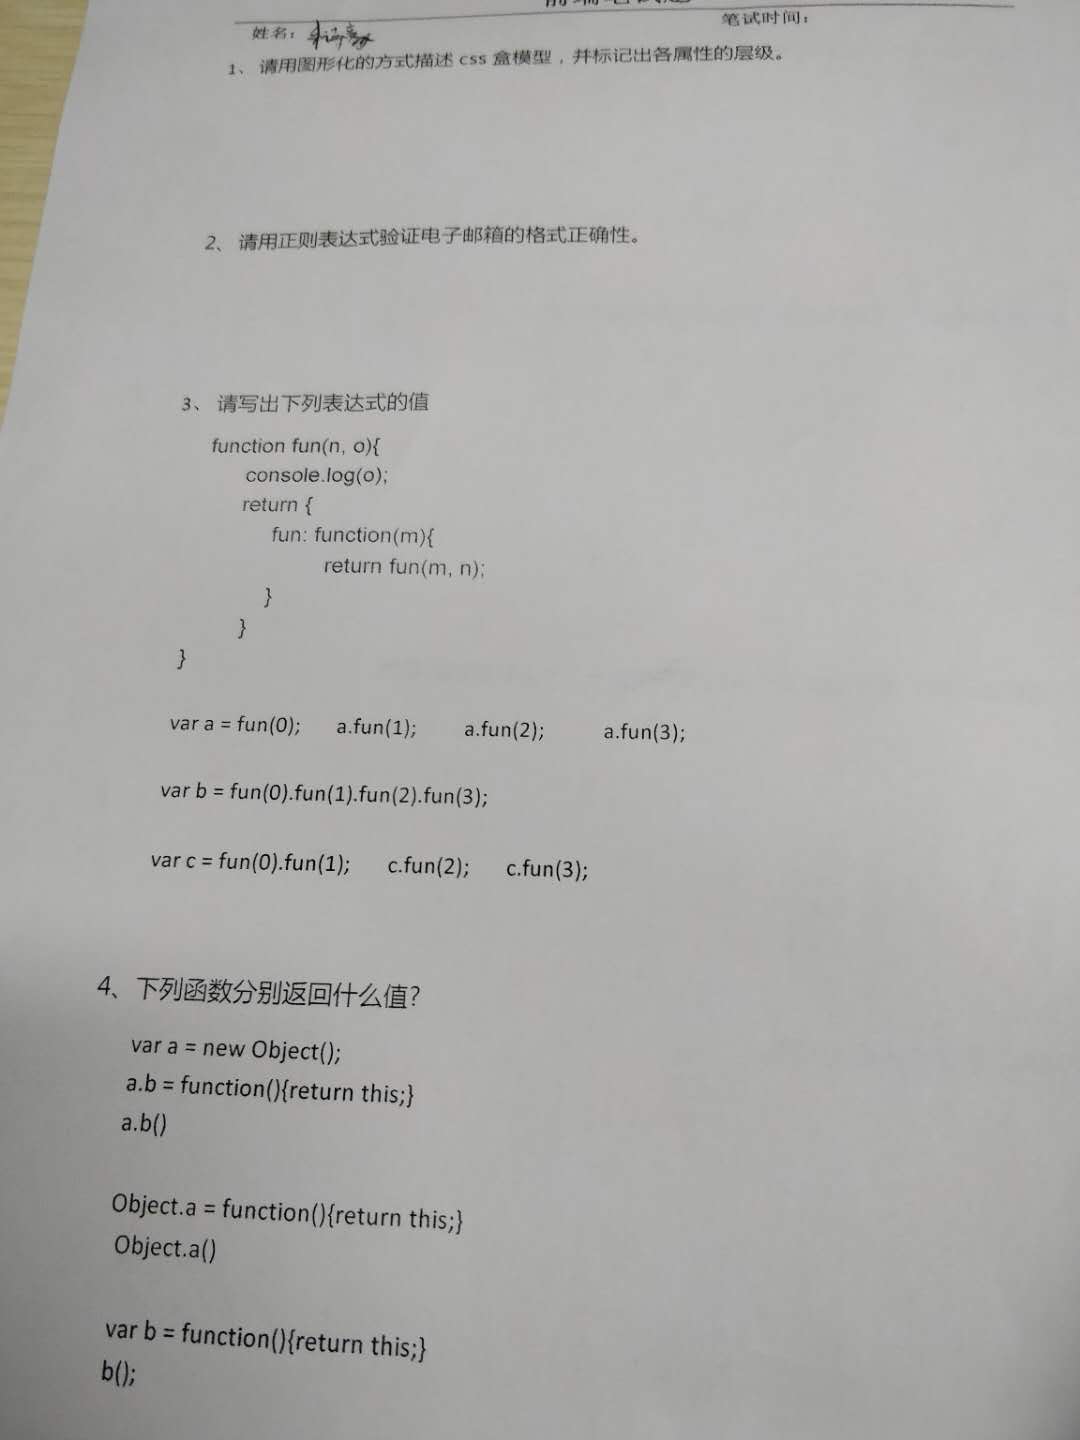 姓名：
笔试时间：
1、 请用图形化的方式描述 css 盒模型，并标记出各属性的层级。
2、 请用正则表达式验证电子邮箱的格式正确性。
3、 请写出下列表达式的值
function fun(n, o){
console.log(o);
return {
fun: function(m){
return fun(m, n);
}
}
}
var a = fun(0); a.fun(1); a.fun(2); a.fun(3);
var b = fun(0).fun(1).fun(2).fun(3);
var c = fun(0).fun(1); c.fun(2); c.fun(3);
4、下列函数分别返回什么值?
var a = new Object();
a.b = function(){return this;}
a.b()
Object.a = function(){return this;}
Object.a()
var b = function(){return this;}
b();